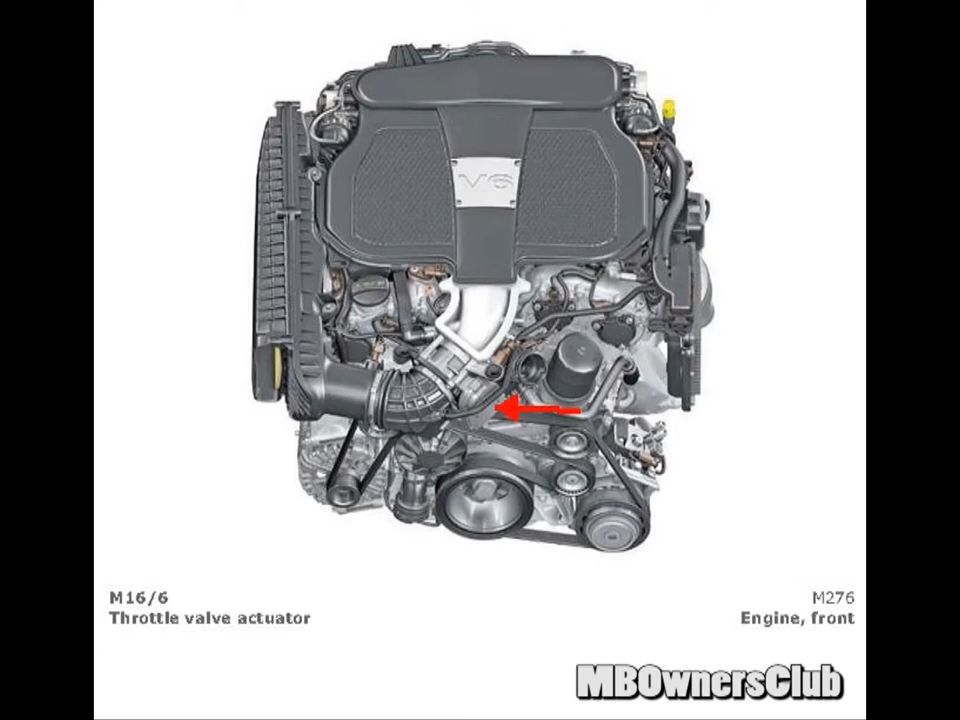 V6
M16/6
Throttle valve actuator
M276
Engine, front
MBOwnersClub